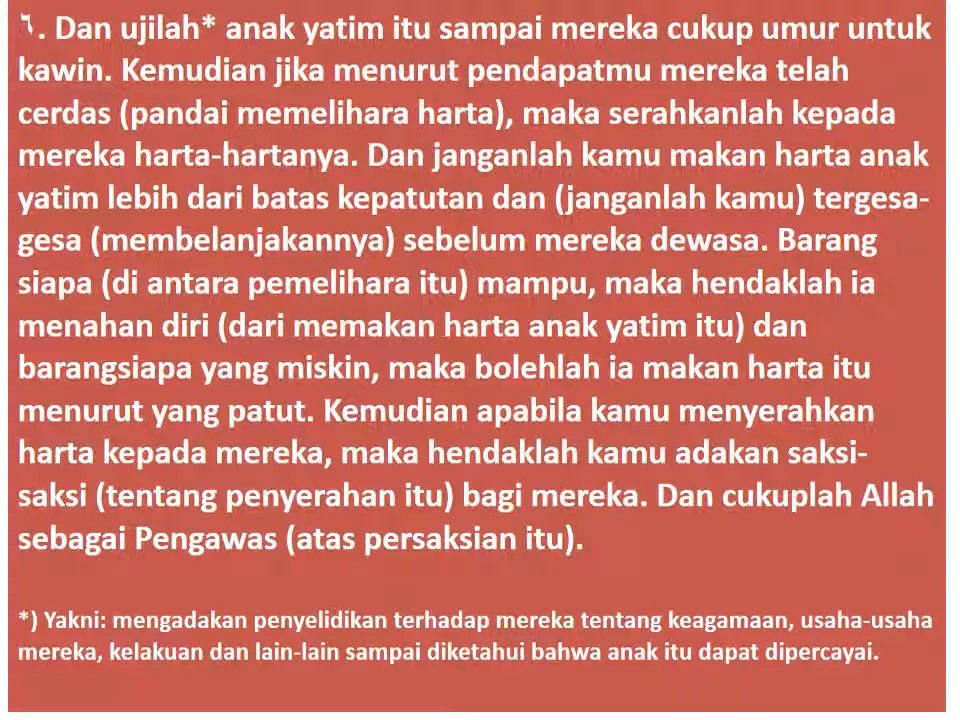 ٦. Dan ujilah* anak yatim itu sampai mereka cukup umur untuk
kawin. Kemudian jika menurut pendapatmu mereka telah
cerdas (pandai memelihara harta), maka serahkanlah kepada
mereka harta-hartanya. Dan janganlah kamu makan harta anak
yatim lebih dari batas kepatutan dan (janganlah kamu) tergesa-
gesa (membelanjakannya) sebelum mereka dewasa. Barang
siapa (di antara pemelihara itu) mampu, maka hendaklah ia
menahan diri (dari memakan harta anak yatim itu) dan
barangsiapa yang miskin, maka bolehlah ia makan harta itu
menurut yang patut. Kemudian apabila kamu menyerahkan
harta kepada mereka, maka hendaklah kamu adakan saksi-
saksi (tentang penyerahan itu) bagi mereka. Dan cukuplah Allah
sebagai Pengawas (atas persaksian itu).
*) Yakni: mengadakan penyelidikan terhadap mereka tentang keagamaan, usaha-usaha
mereka, kelakuan dan lain-lain sampai diketahui bahwa anak itu dapat dipercayai.